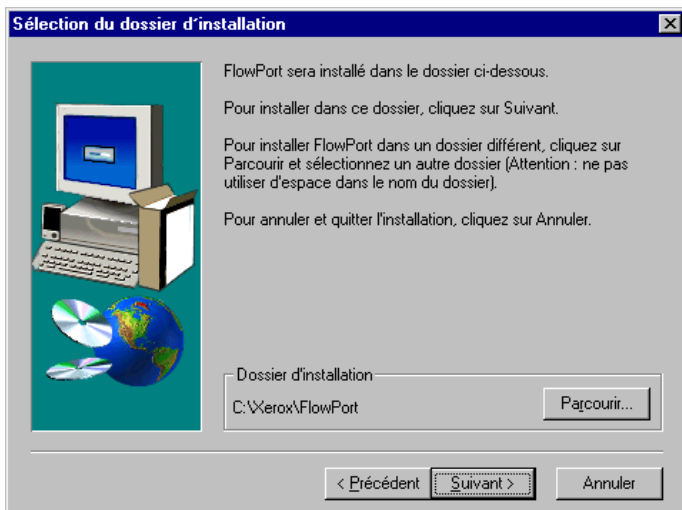 Sélection du dossier d'installation
FlowPort sera installé dans le dossier ci-dessous.
Pour installer dans ce dossier, cliquez sur Suivant.
Pour installer FlowPort dans un dossier différent, cliquez sur
Parcourir et sélectionnez un autre dossier (Attention : ne pas
utiliser d'espace dans le nom du dossier).
Pour annuler et quitter l'installation, cliquez sur Annuler.
Dossier d'installation
C:\Xerox\FlowPort
Parcourir...
< Précédent
Suivant >
Annuler